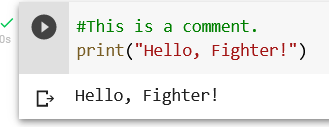 #This is a comment.
0s
print("Hello, Fighter!")
Hello, Fighter!